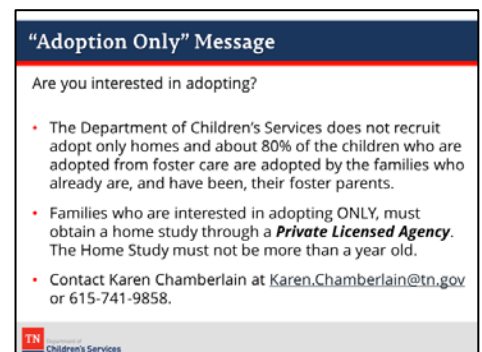 “Adoption Only” Message
Are you interested in adopting?
• The Department of Children’s Services does not recruit
adopt only homes and about 80% of the children who are
adopted from foster care are adopted by the families who
already are, and have been, their foster parents.
• Families who are interested in adopting ONLY, must
obtain a home study through a Private Licensed Agency.
The Home Study must not be more than a year old.
• Contact Karen Chamberlain at Karen.Chamberlain@tn.gov
or 615-741-9858.
TN
Department of
Children's Services